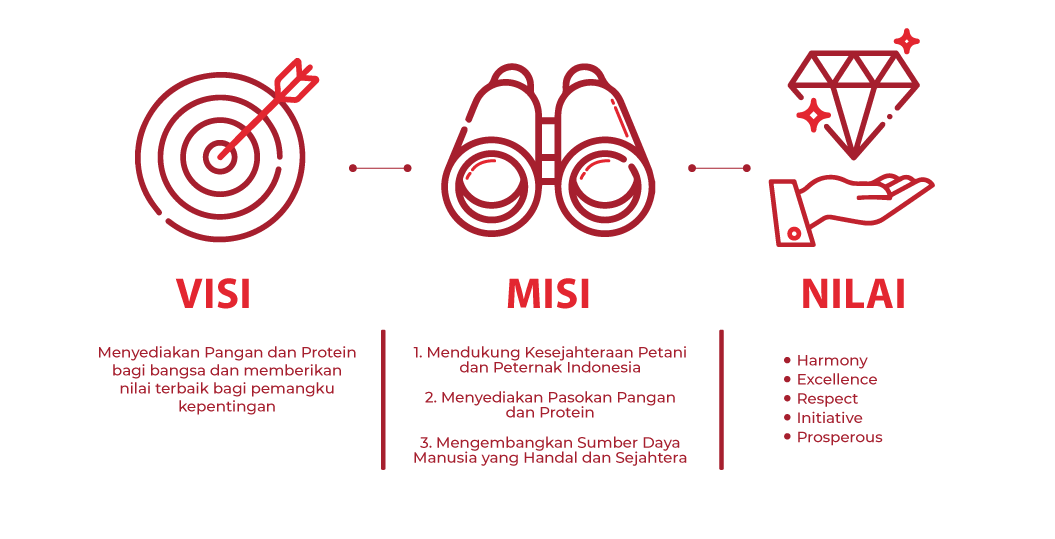 VISI
Menyediakan Pangan dan Protein
bagi bangsa dan memberikan
nilai terbaik bagi pemangku
kepentingan
MISI
1. Mendukung Kesejahteraan Petani
dan Peternak Indonesia
2. Menyediakan Pasokan Pangan
dan Protein
3. Mengembangkan Sumber Daya
Manusia yang Handal dan Sejahtera
NILAI
• Harmony
• Excellence
• Respect
• Initiative
• Prosperous